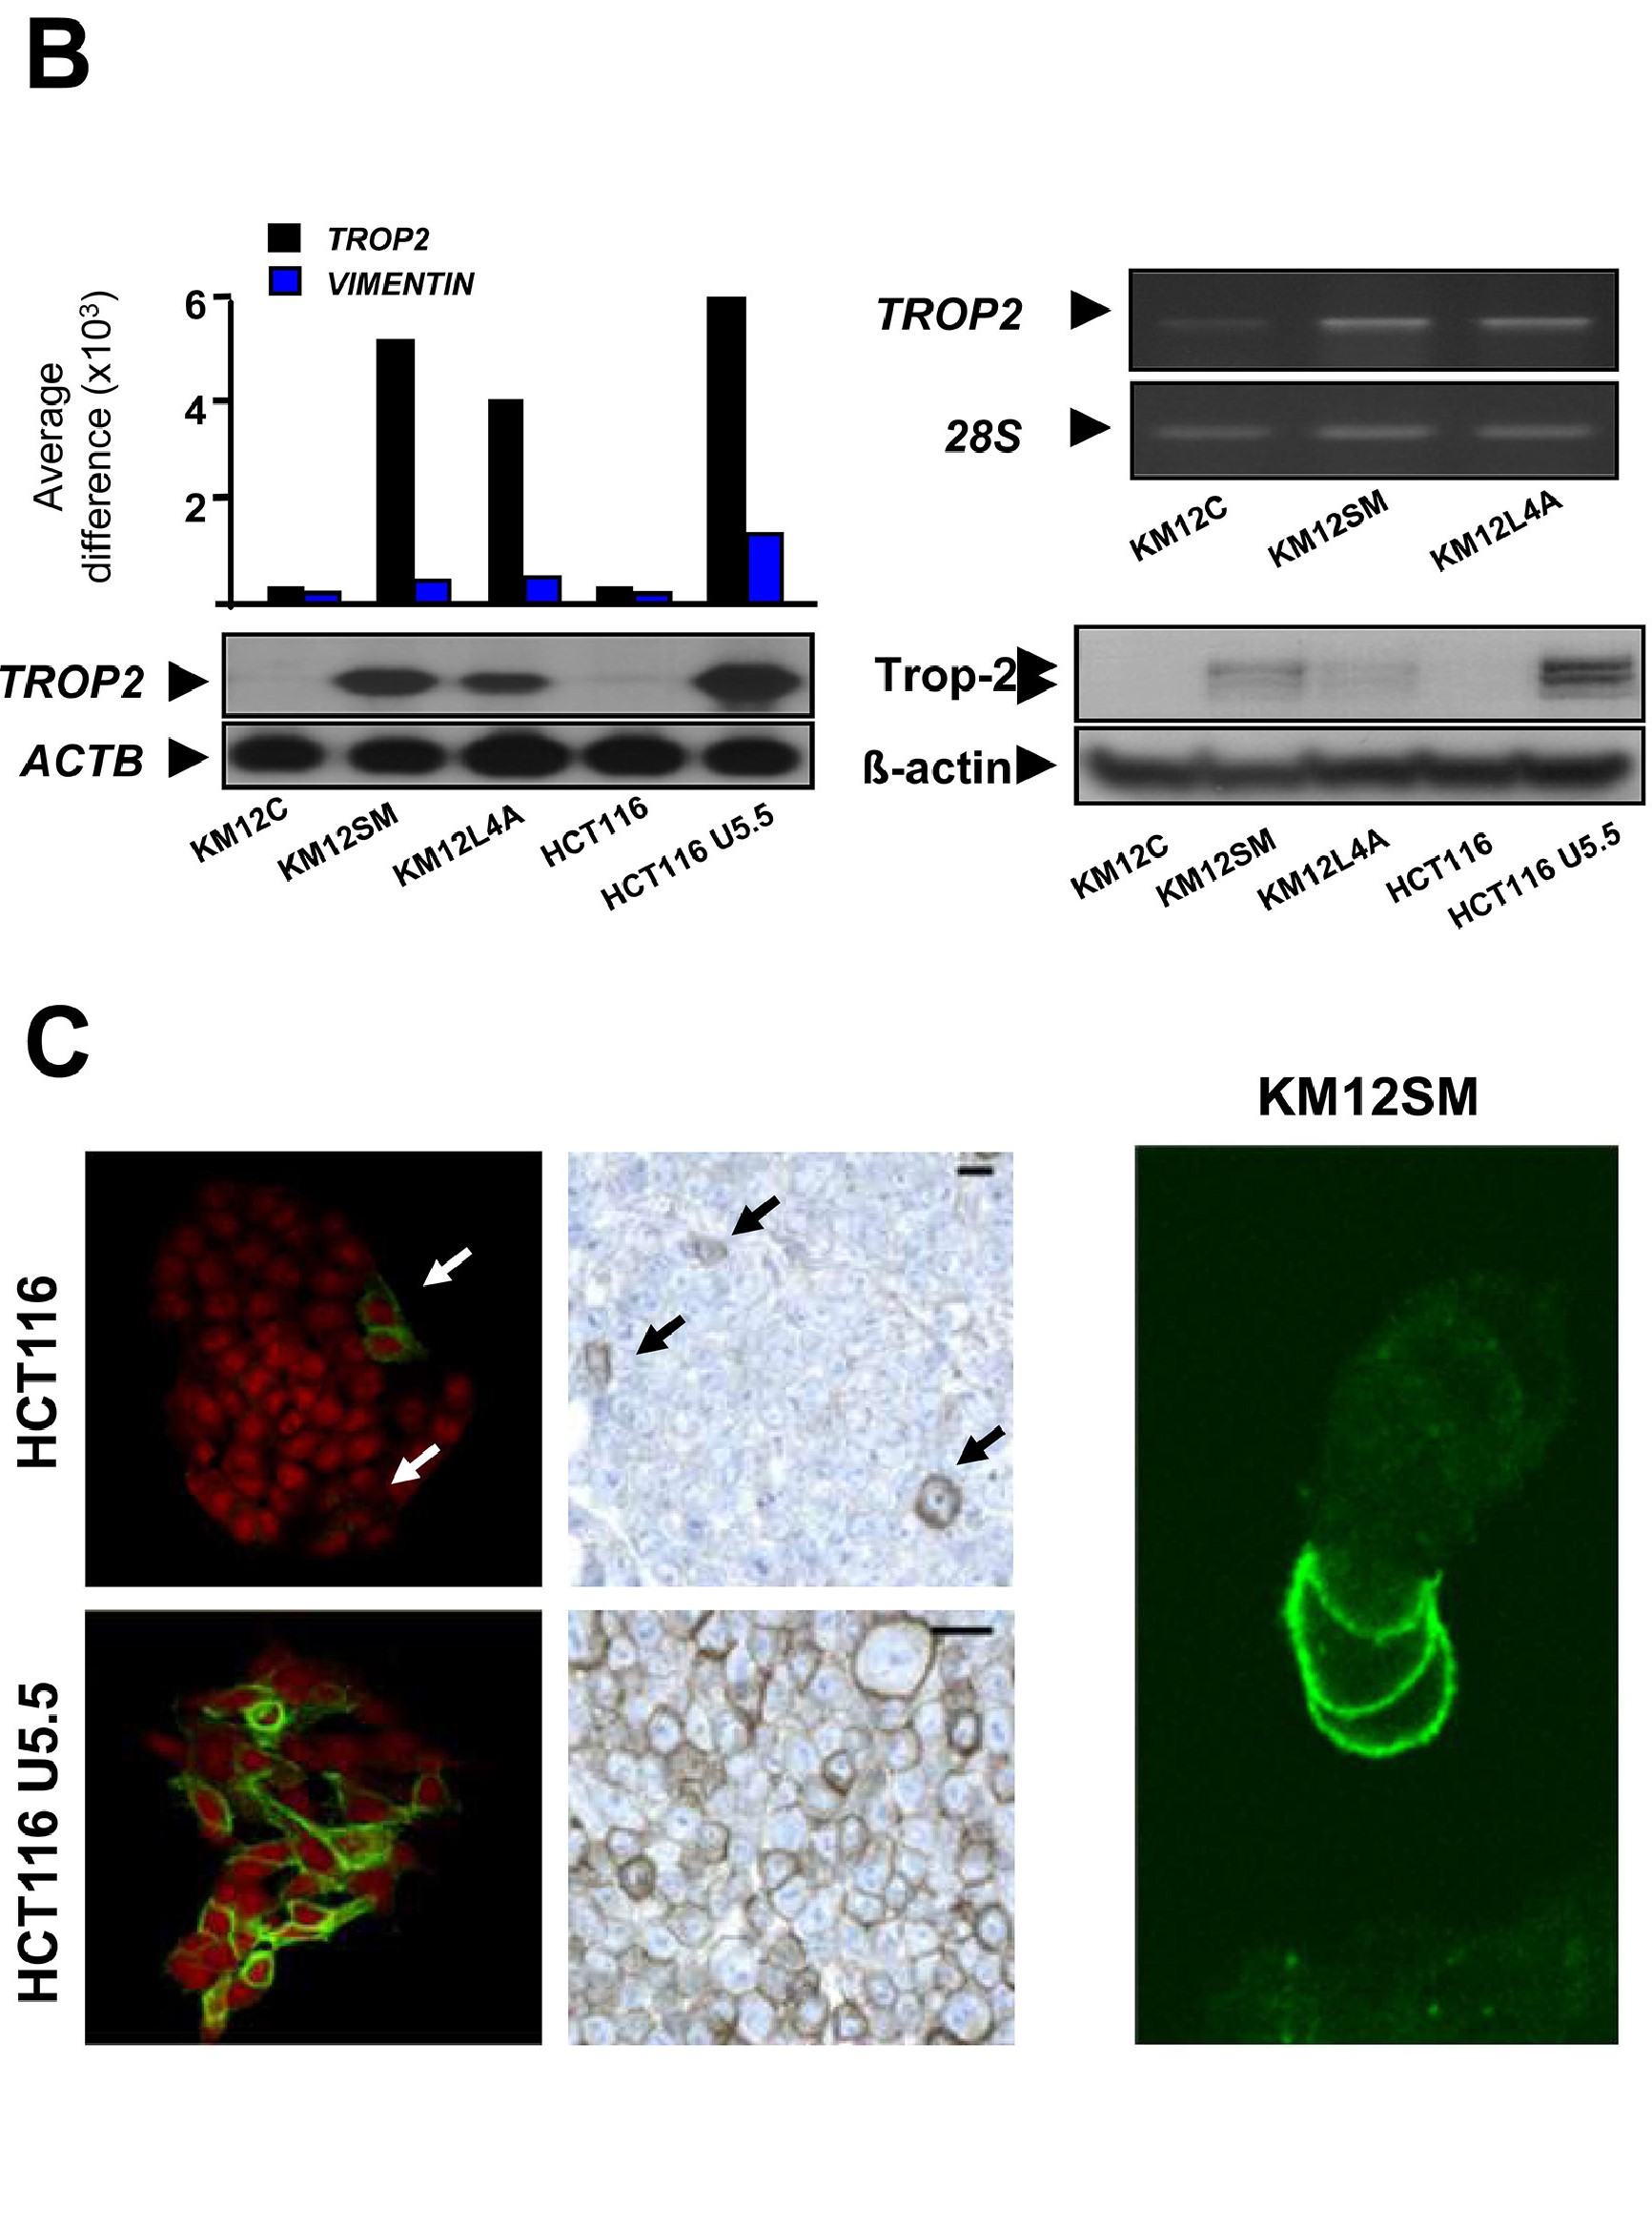 B
TROP2
VIMENTIN
Average
difference (x10³)
6
4
2
TROP2
ACTB
KM12C
KM12SM
KM12L4A
HCT116
HCT116 U5.5
TROP2
28S
KM12C
KM12SM
KM12L4A
Trop-2
ß-actin
KM12C
KM12SM
KM12L4A
HCT116
HCT116 U5.5
C
KM12SM
HCT116
HCT116 U5.5